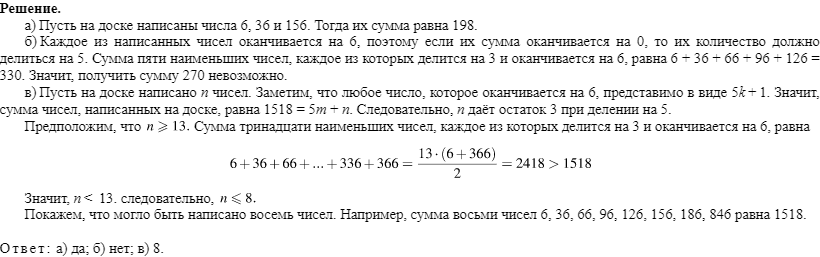 Решение.
а) Пусть на доске написаны числа 6, 36 и 156. Тогда их сумма равна 198.
б) Каждое из написанных чисел оканчивается на 6, поэтому если их сумма оканчивается на 0, то их количество должно
делиться на 5. Сумма пяти наименьших чисел, каждое из которых делится на 3 и оканчивается на 6, равна 6 + 36 + 66 + 96 + 126 =
330. Значит, получить сумму 270 невозможно.
в) Пусть на доске написано n чисел. Заметим, что любое число, которое оканчивается на 6, представимо в виде 5k + 1. Значит,
сумма чисел, написанных на доске, равна 1518 = 5m + n. Следовательно, n даёт остаток 3 при делении на 5.
Предположим, что n ⩾ 13. Сумма тринадцати наименьших чисел, каждое из которых делится на 3 и оканчивается на 6, равна
6 + 36 + 66 + ... + 336 + 366 = 13 · (6 + 366) / 2 = 2418 > 1518
Значит, n < 13. следовательно, n ⩽ 8.
Покажем, что могло быть написано восемь чисел. Например, сумма восьми чисел 6, 36, 66, 96, 126, 156, 186, 846 равна 1518.
Ответ: а) да; б) нет; в) 8.